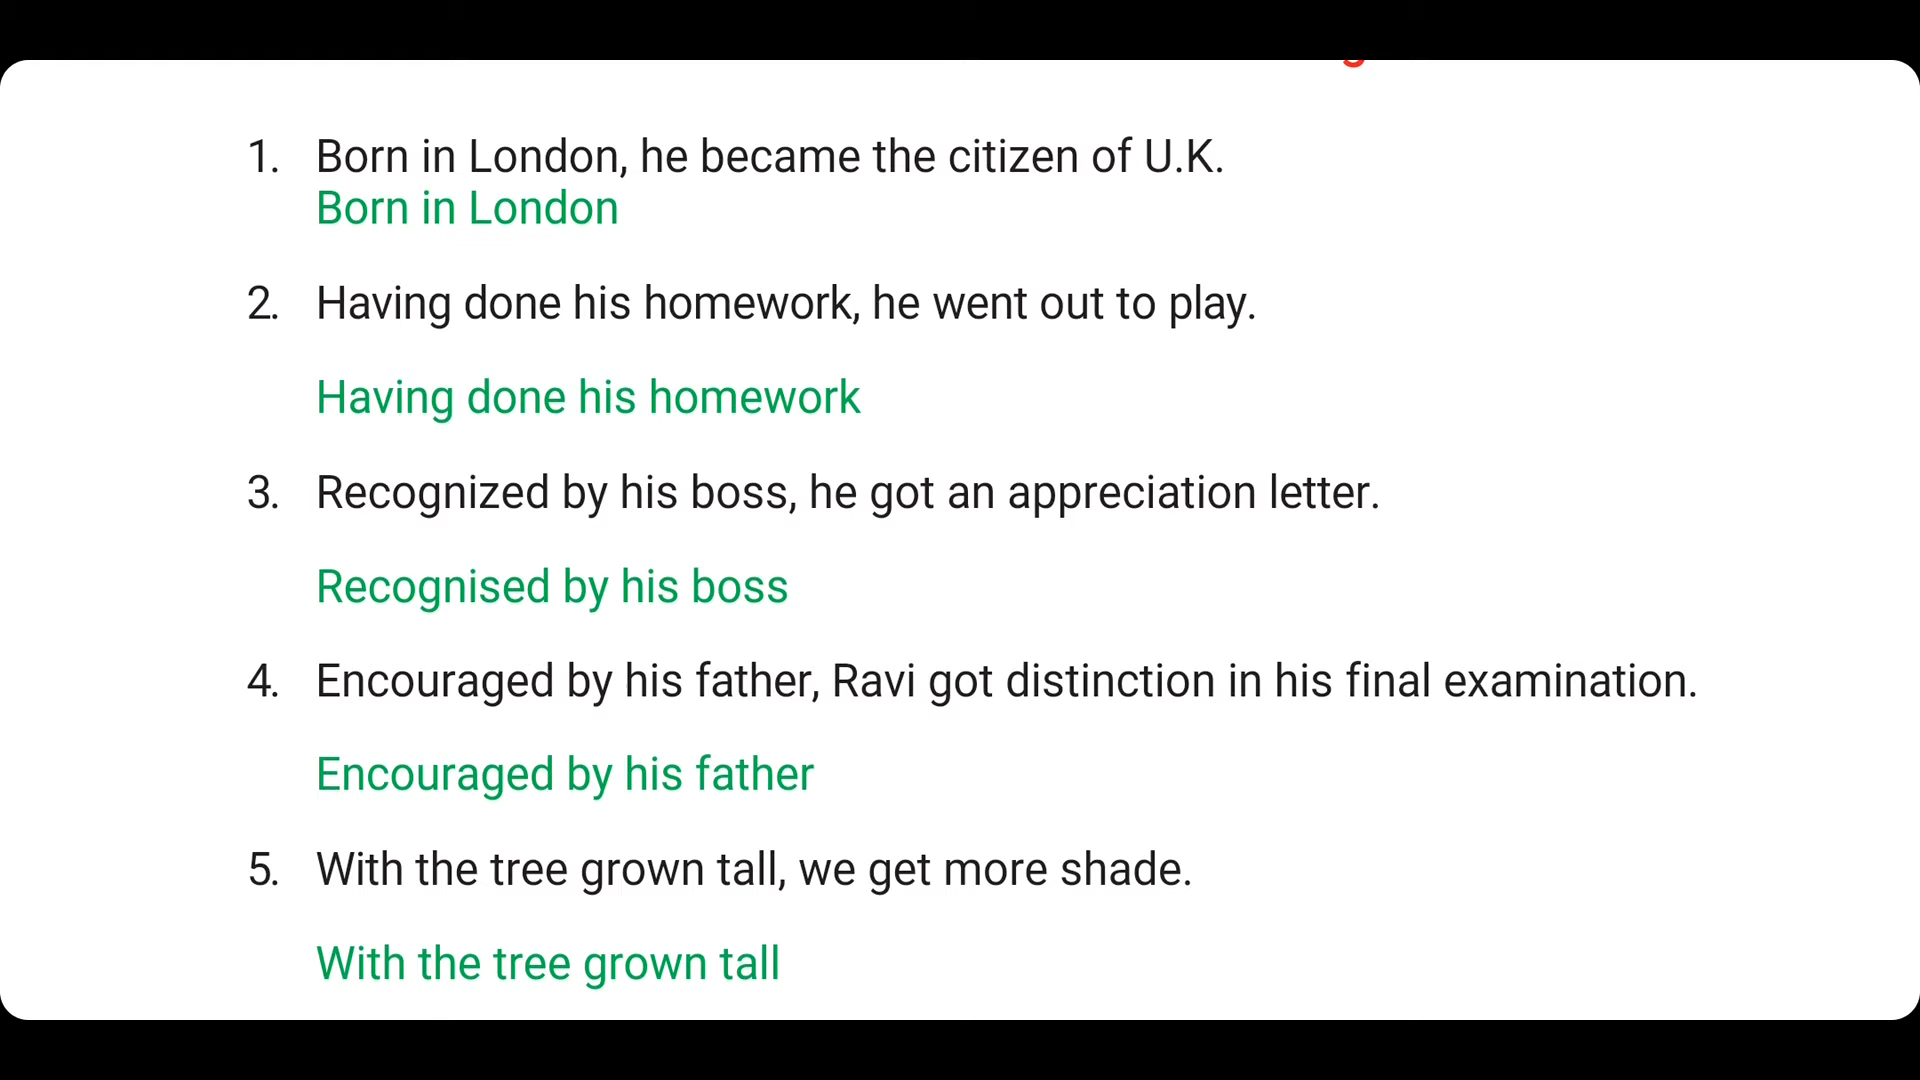 1. Born in London, he became the citizen of U.K.
Born in London
2. Having done his homework, he went out to play.
Having done his homework
3. Recognized by his boss, he got an appreciation letter.
Recognised by his boss
4. Encouraged by his father, Ravi got distinction in his final examination.
Encouraged by his father
5. With the tree grown tall, we get more shade.
With the tree grown tall